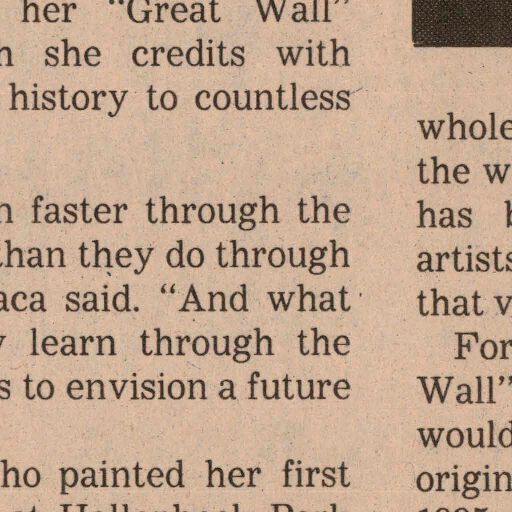 her “Great Wall”
she credits with
history to countless
faster through the
than they do through
aca said. “And what
learn through the
s to envision a future
ho painted her first
Hollenbeck Park
whole
the w
has b
artists
that v
For
Wall”
would
origin